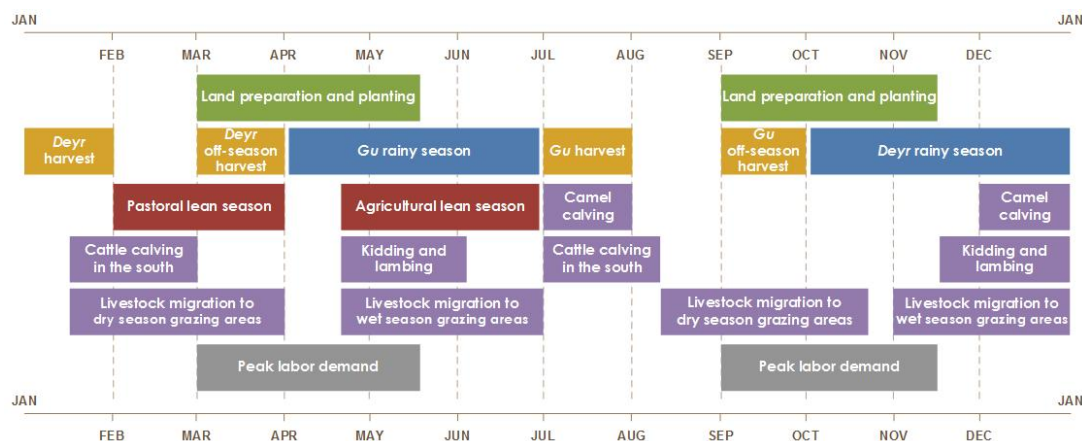 JAN JAN
FEB MAR APR MAY JUN JUL AUG SEP OCT NOV DEC
Land preparation and planting
Land preparation and planting
Deyr
harvest
Deyr
off-season
harvest
Gu rainy season
Gu harvest
Gu
off-season
harvest
Deyr rainy season
Pastoral lean season
Agricultural lean season
Camel
calving
Camel
calving
Cattle calving
in the south
Kidding and
lambing
Cattle calving
in the south
Kidding and
lambing
Livestock migration to
dry season grazing areas
Livestock migration to
wet season grazing areas
Livestock migration to
dry season grazing areas
Livestock migration to
wet season grazing areas
Peak labor demand
Peak labor demand
JAN JAN
FEB MAR APR MAY JUN JUL AUG SEP OCT NOV DEC